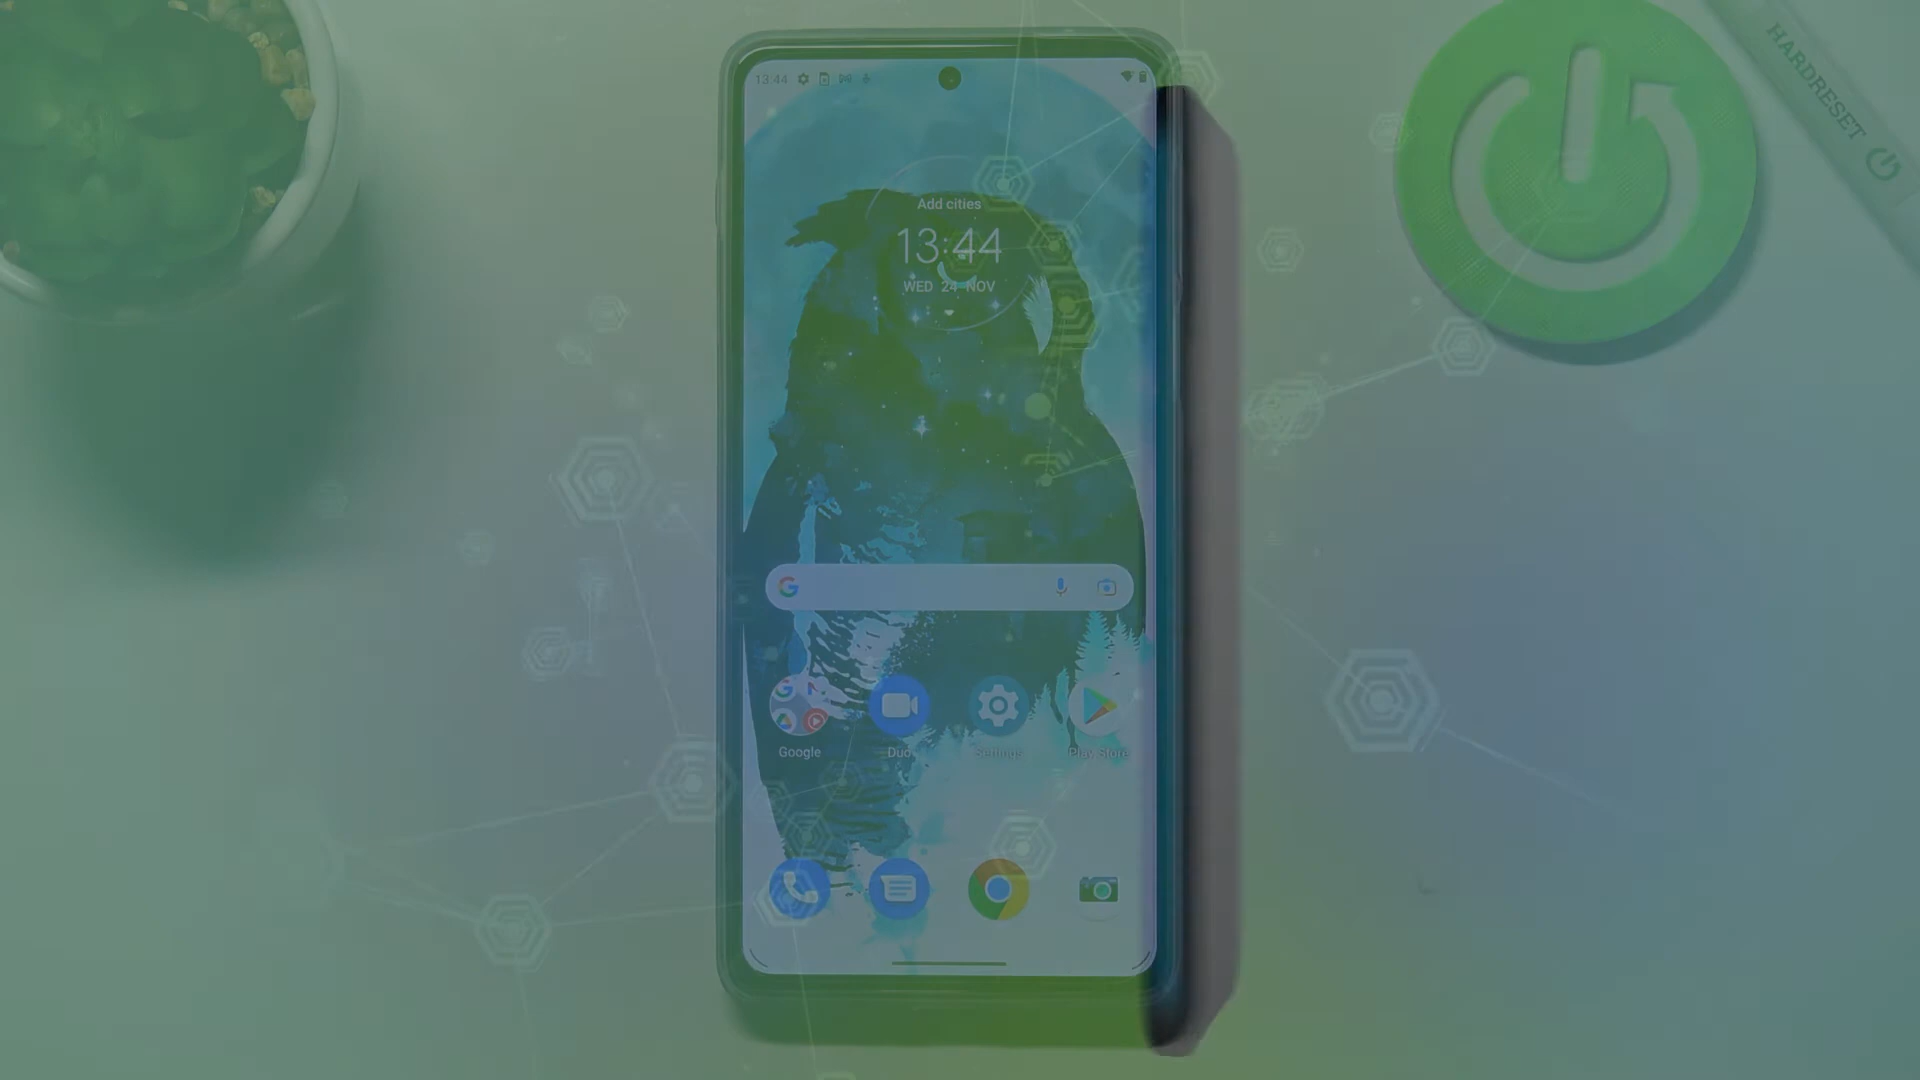 13:44
HARDRESET
Add cities
13:44
WED 24 NOV
Google
Duo
Settings
Play Store